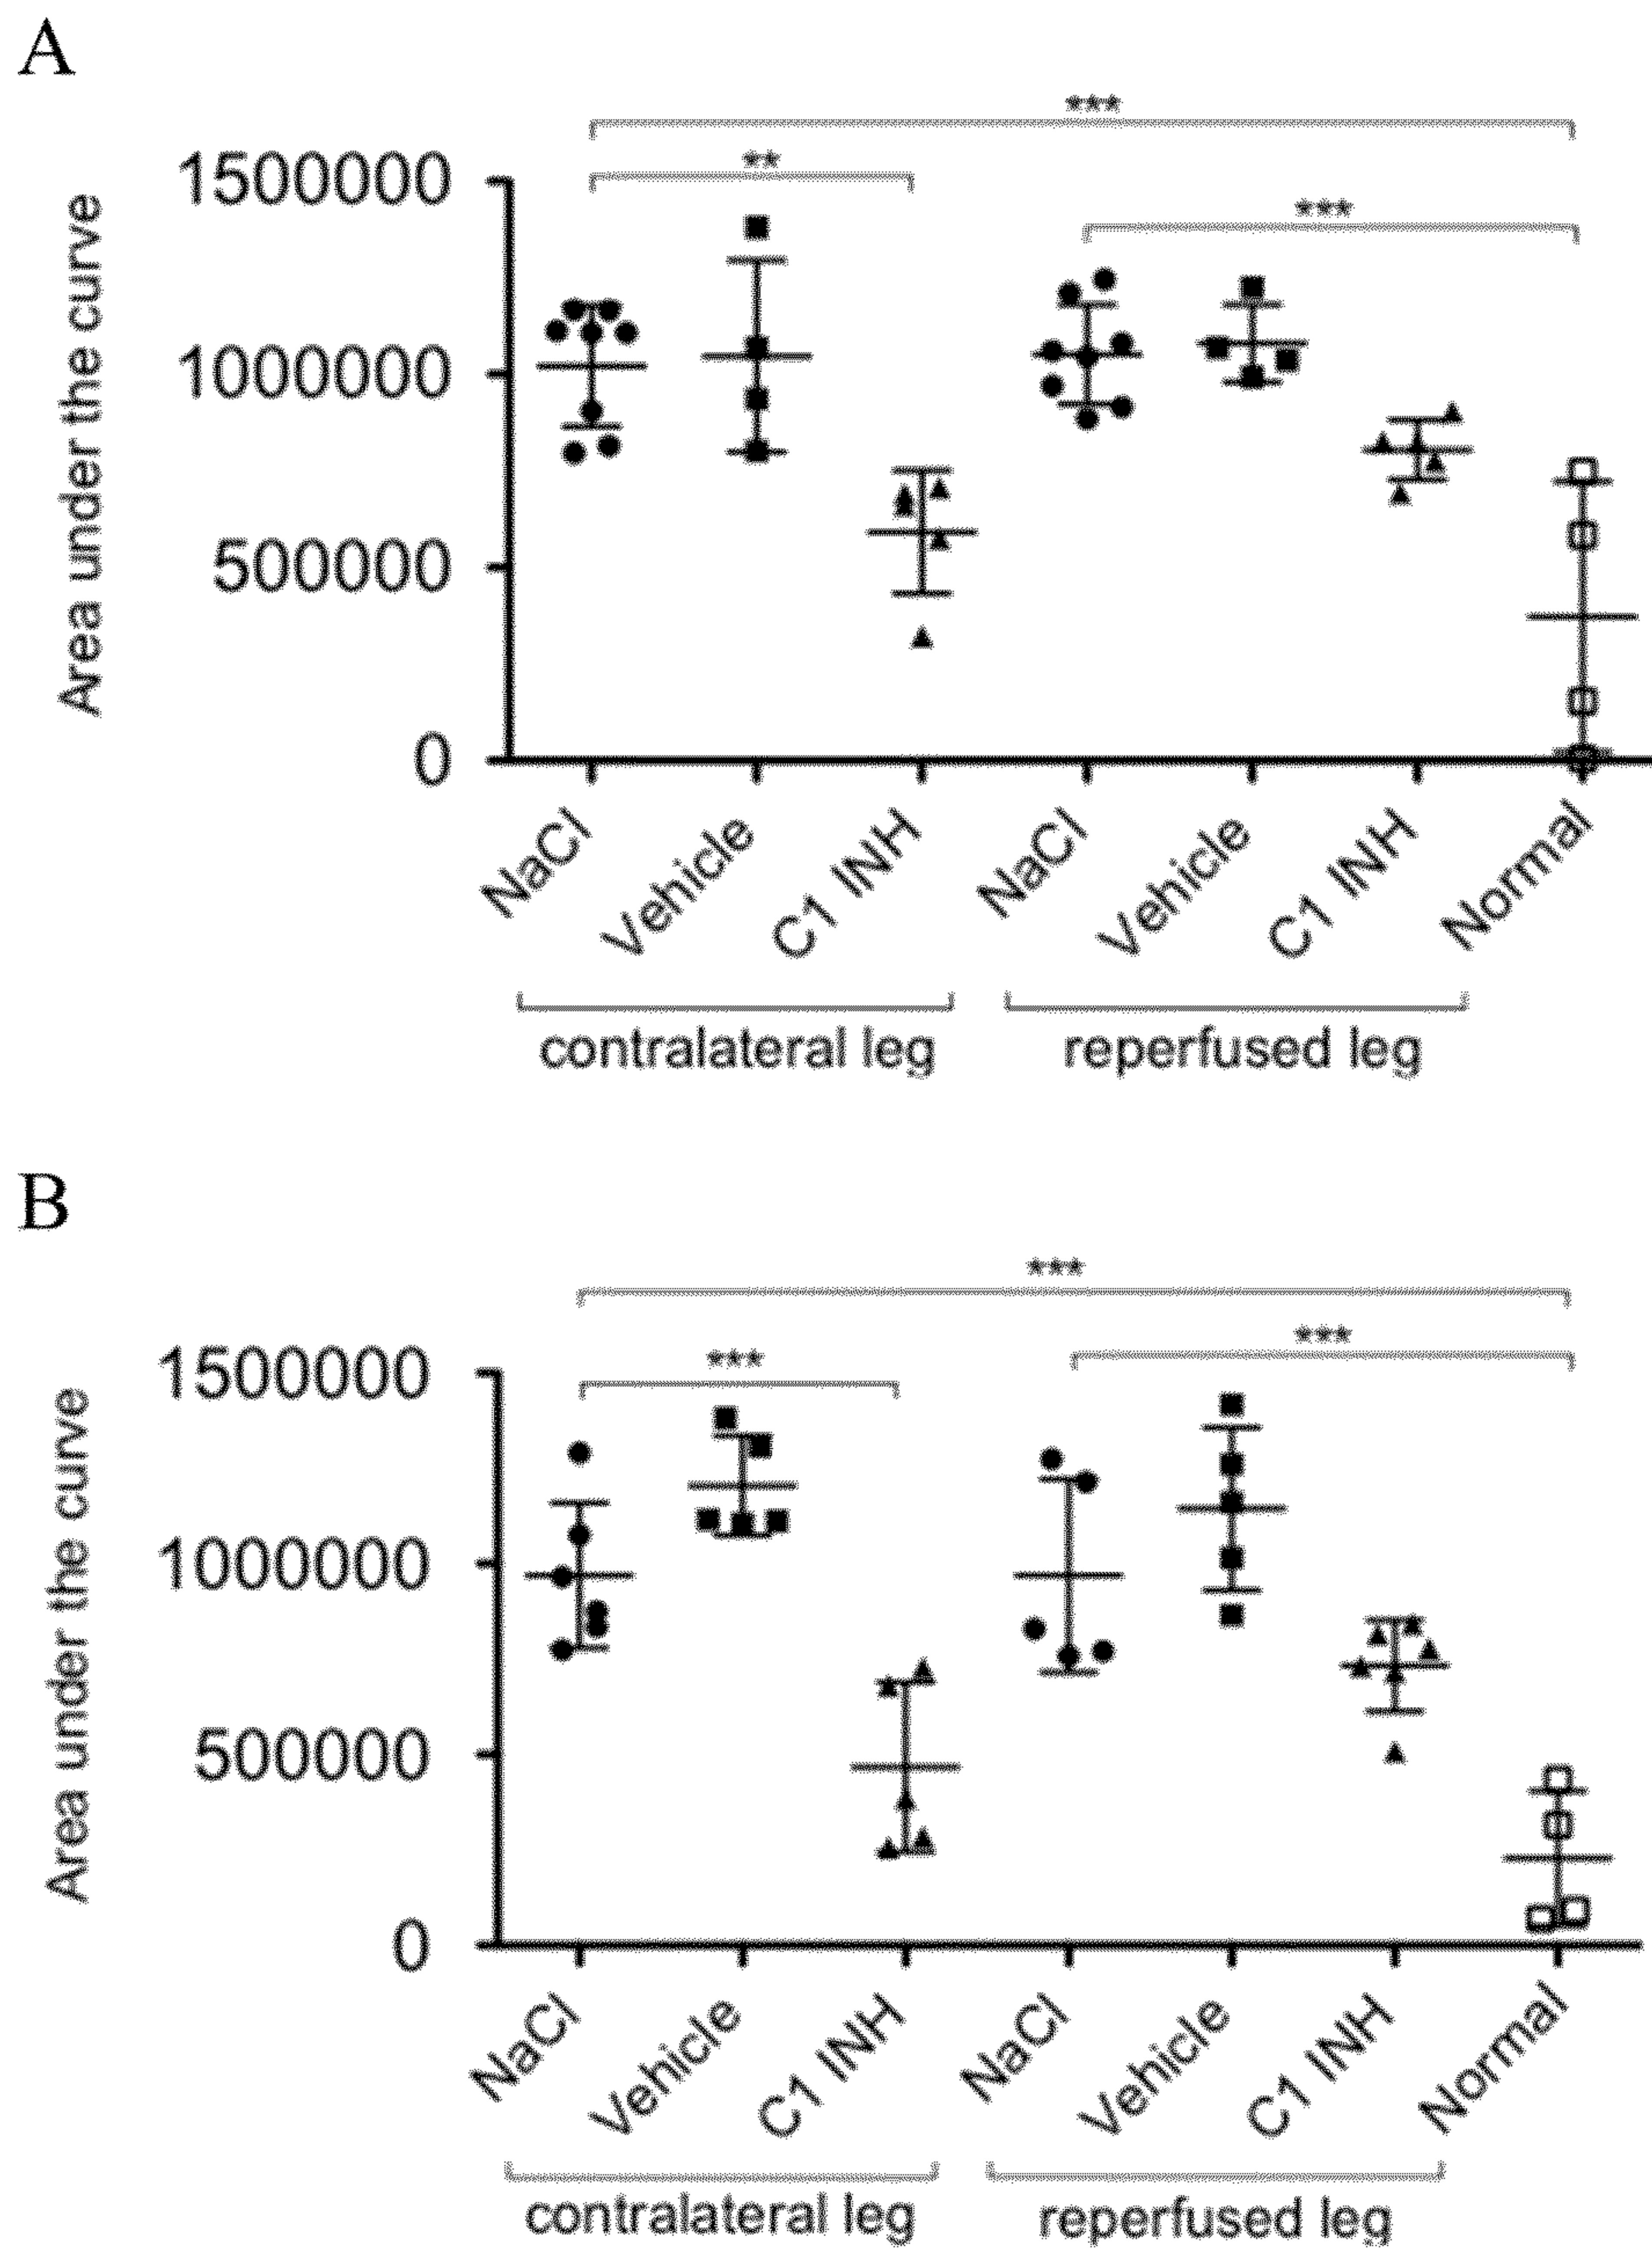 A
***
**
***
1500000
1000000
500000
0
Area under the curve
NaCl
Vehicle
C1 INH
NaCl
Vehicle
C1 INH
Normal
contralateral leg
reperfused leg
B
***
***
***
1500000
1000000
500000
0
Area under the curve
NaCl
Vehicle
C1 INH
NaCl
Vehicle
C1 INH
Normal
contralateral leg
reperfused leg